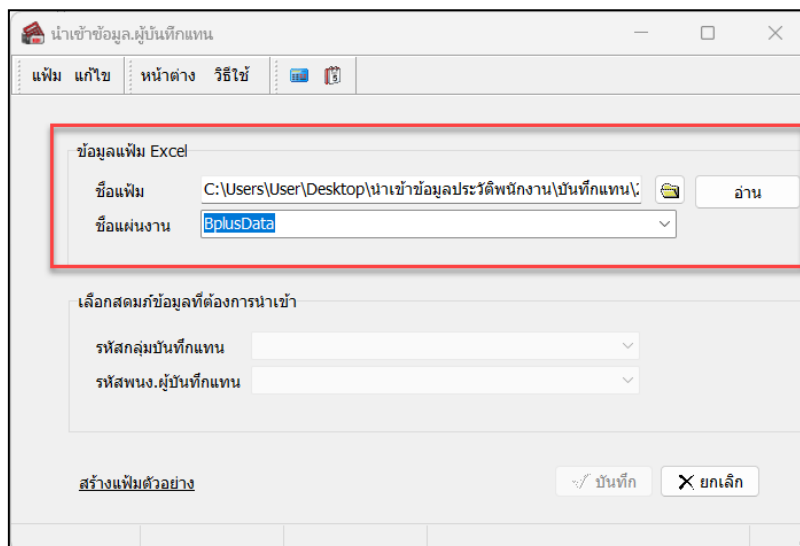 นำเข้าข้อมูล.ผู้บันทึกแทน
แฟ้ม แก้ไข หน้าต่าง วิธีใช้ 5
ข้อมูลแฟ้ม Excel
ชื่อแฟ้ม C:\Users\User\Desktop\นำเข้าข้อมูลประวัติพนักงาน\บันทึกแทน\ อ่าน
ชื่อแผ่นงาน BplusData
เลือกสดมภ์ข้อมูลที่ต้องการนำเข้า
รหัสกลุ่มบันทึกแทน
รหัสพนง.ผู้บันทึกแทน
สร้างแฟ้มตัวอย่าง บันทึก ยกเลิก